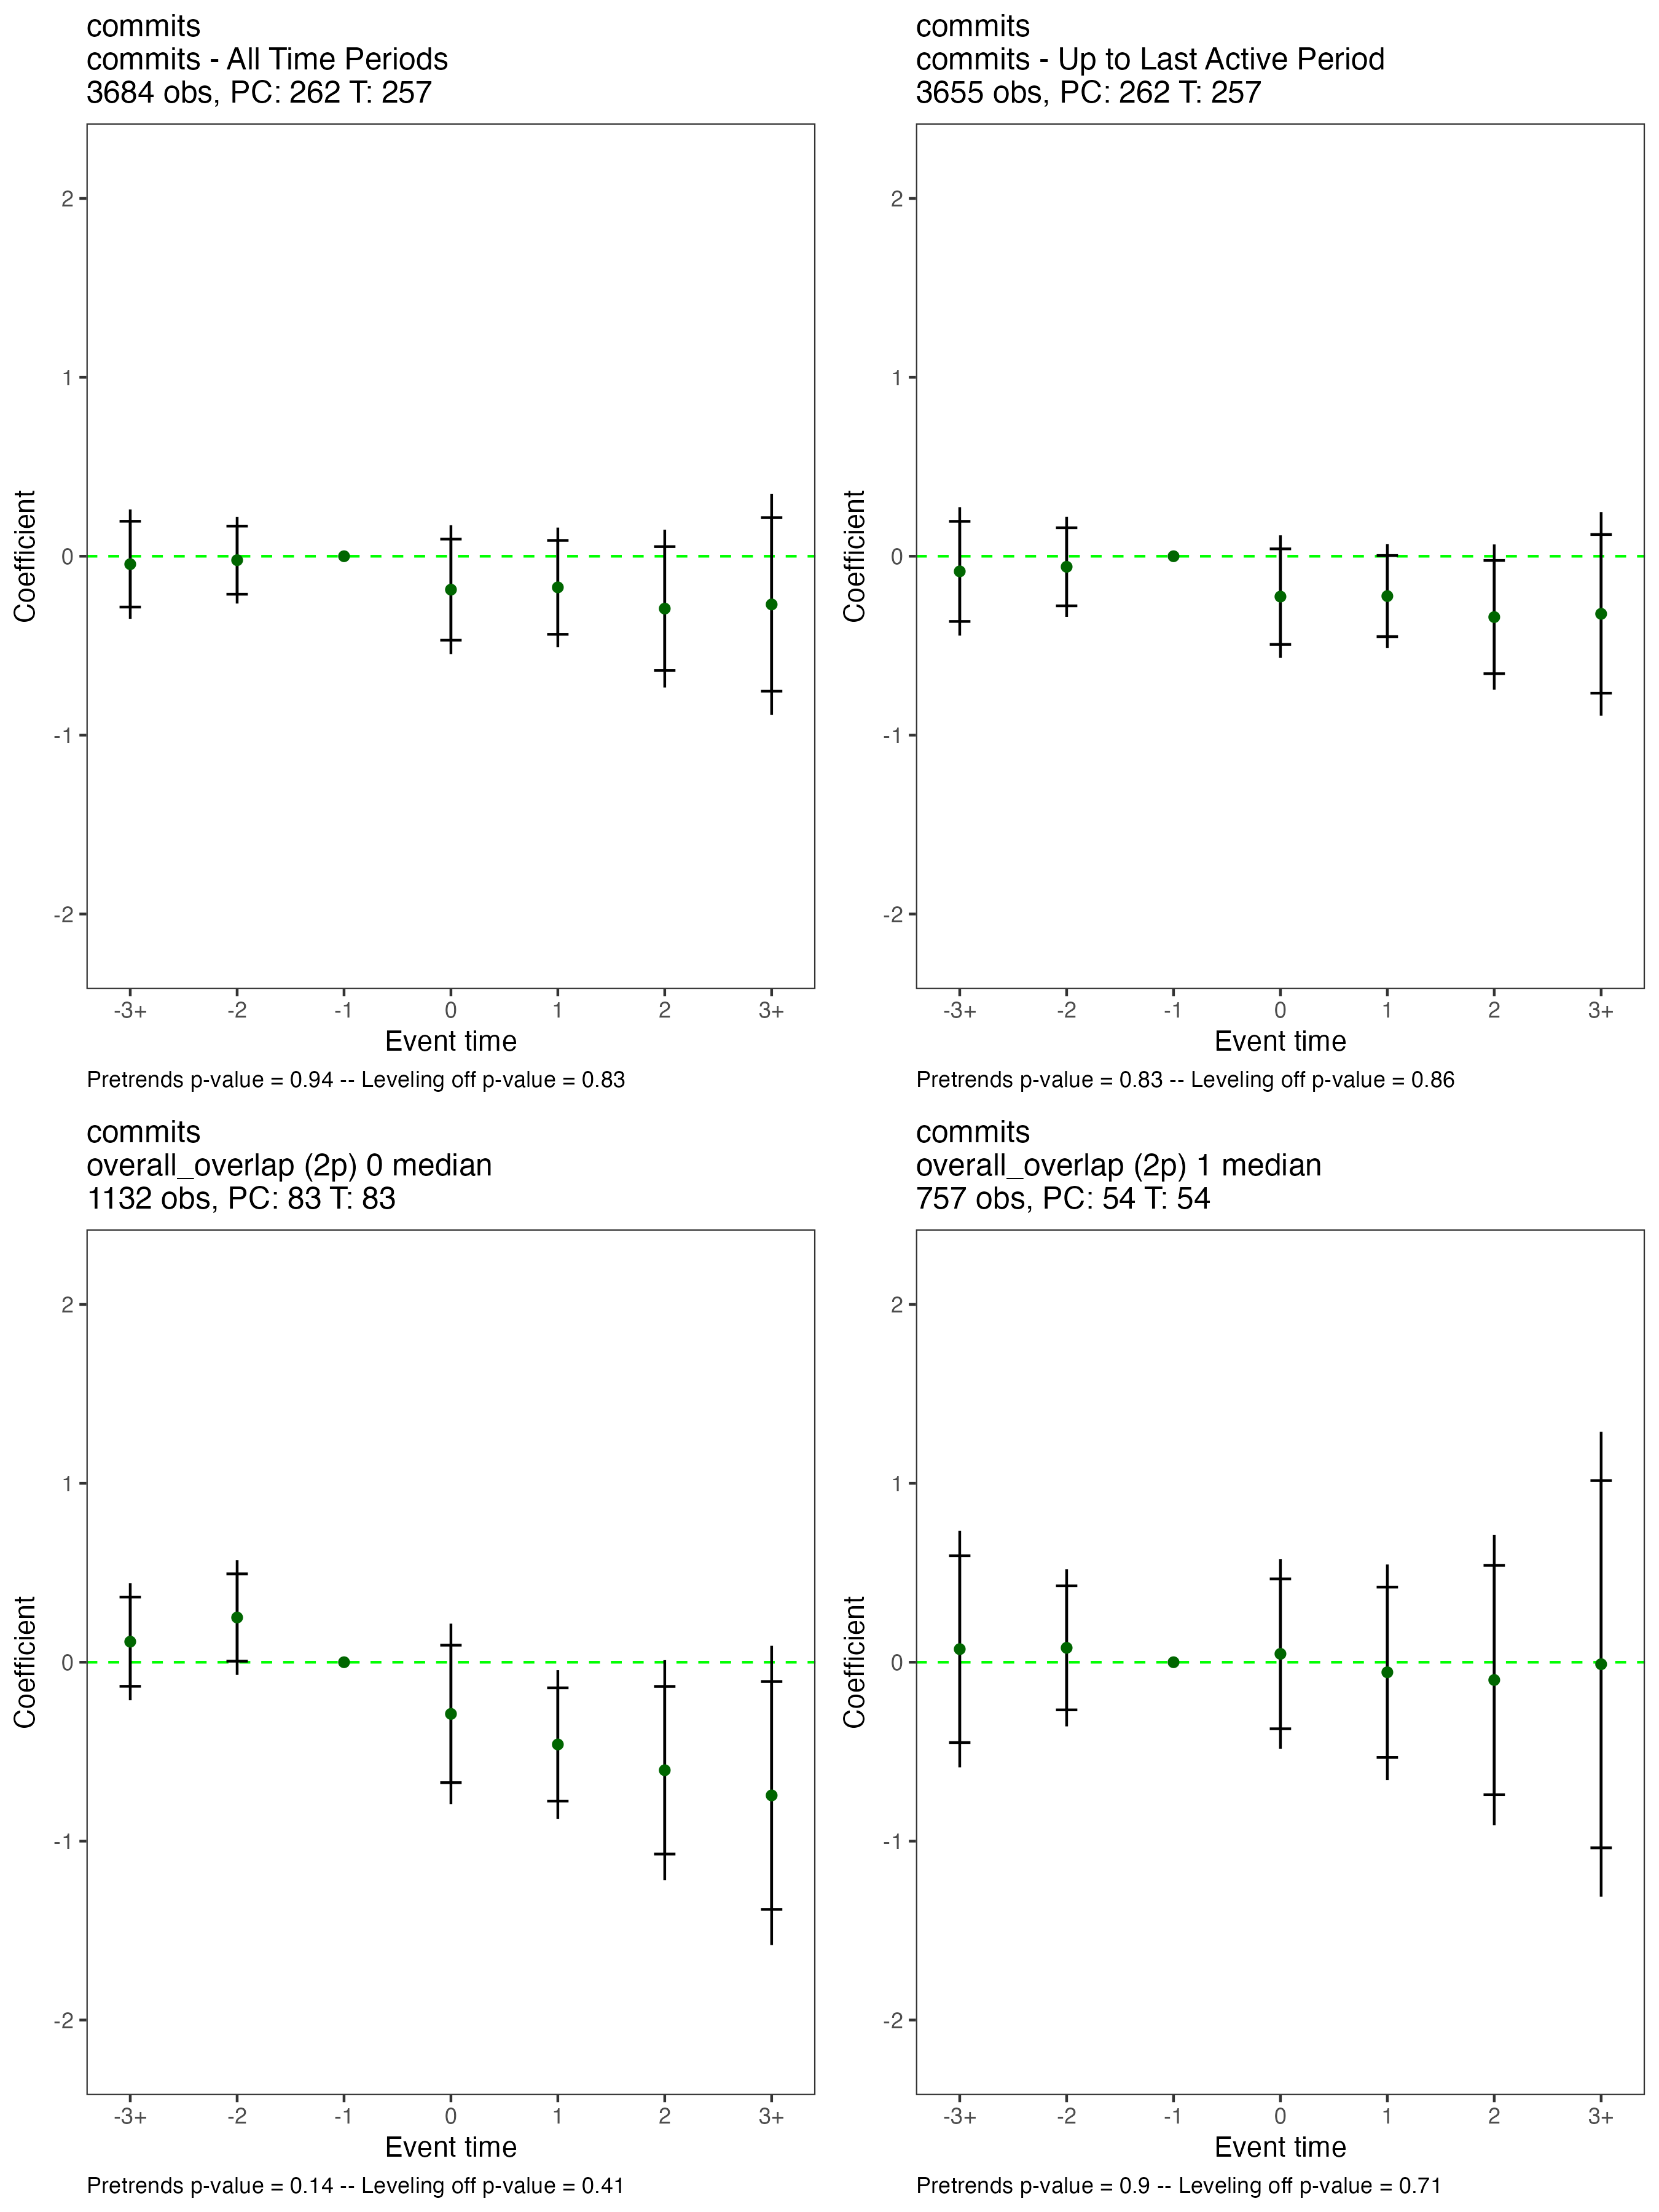 commits
commits - All Time Periods
3684 obs, PC: 262 T: 257
2
1
0
-1
-2
Coefficient
-3+ -2 -1 0 1 2 3+
Event time
Pretrends p-value = 0.94 -- Leveling off p-value = 0.83
commits
commits - Up to Last Active Period
3655 obs, PC: 262 T: 257
2
1
0
-1
-2
Coefficient
-3+ -2 -1 0 1 2 3+
Event time
Pretrends p-value = 0.83 -- Leveling off p-value = 0.86
commits
overall_overlap (2p) 0 median
1132 obs, PC: 83 T: 83
2
1
0
-1
-2
Coefficient
-3+ -2 -1 0 1 2 3+
Event time
Pretrends p-value = 0.14 -- Leveling off p-value = 0.41
commits
overall_overlap (2p) 1 median
757 obs, PC: 54 T: 54
2
1
0
-1
-2
Coefficient
-3+ -2 -1 0 1 2 3+
Event time
Pretrends p-value = 0.9 -- Leveling off p-value = 0.71